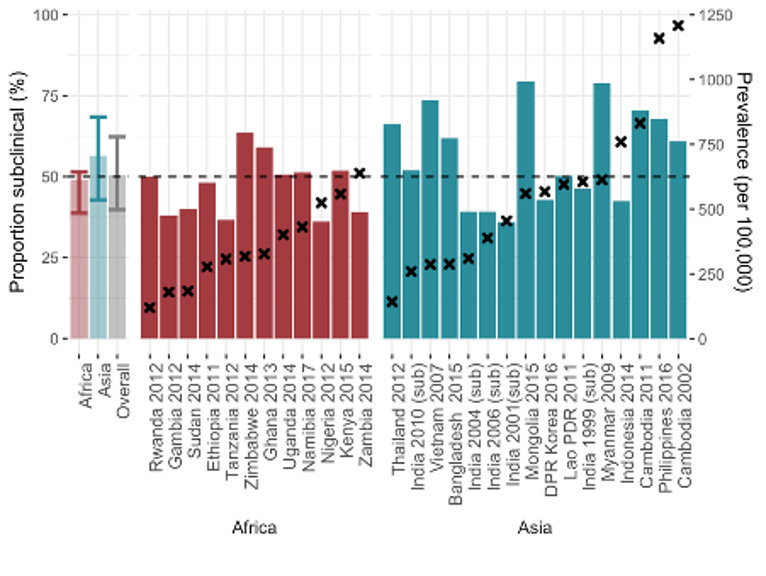 Proportion subclinical (%)
100
75
50
25
0
1250
1000
750
500
250
0
Prevalence (per 100,000)
Africa
Asia
Overall
Rwanda 2012
Gambia 2012
Sudan 2014
Ethiopia 2011
Tanzania 2012
Zimbabwe 2014
Ghana 2013
Uganda 2014
Namibia 2017
Nigeria 2012
Kenya 2015
Zambia 2014
Thailand 2012
India 2010 (sub)
Vietnam 2007
Bangladesh 2015
India 2004 (sub)
India 2006 (sub)
India 2001(sub)
Mongolia 2015
DPR Korea 2016
Lao PDR 2011
India 1999 (sub)
Myanmar 2009
Indonesia 2014
Cambodia 2011
Philippines 2016
Cambodia 2002
Africa
Asia